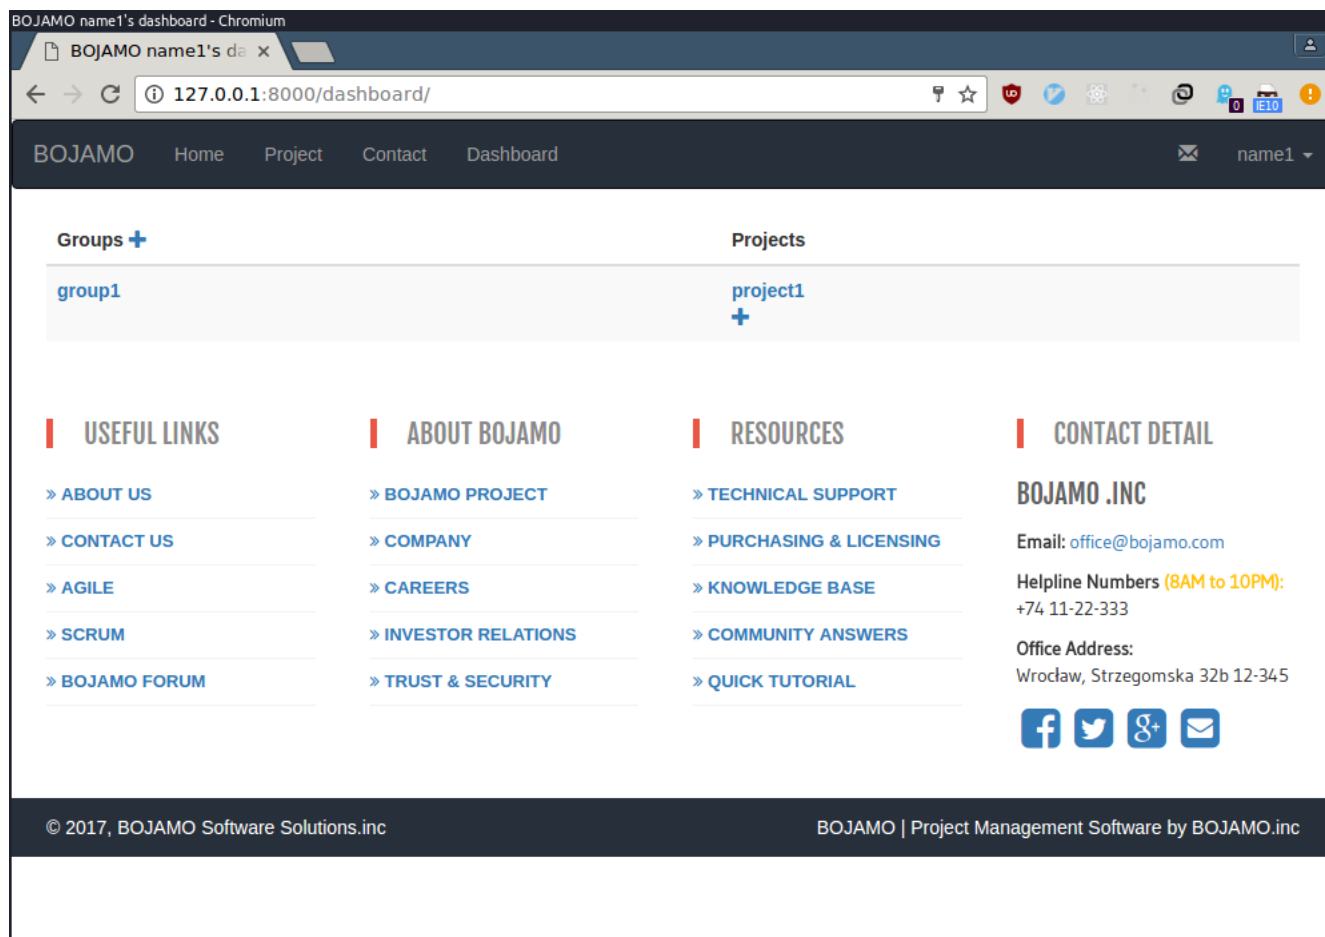 BOJAMO name1's dashboard - Chromium
BOJAMO name1's da
127.0.0.1:8000/dashboard/
0 IE10
BOJAMO Home Project Contact Dashboard name1
Groups Projects
group1 project1
USEFUL LINKS
» ABOUT US
» CONTACT US
» AGILE
» SCRUM
» BOJAMO FORUM
ABOUT BOJAMO
» BOJAMO PROJECT
» COMPANY
» CAREERS
» INVESTOR RELATIONS
» TRUST & SECURITY
RESOURCES
» TECHNICAL SUPPORT
» PURCHASING & LICENSING
» KNOWLEDGE BASE
» COMMUNITY ANSWERS
» QUICK TUTORIAL
CONTACT DETAIL
BOJAMO .INC
Email: office@bojamo.com
Helpline Numbers (8AM to 10PM):
+74 11-22-333
Office Address:
Wrocław, Strzegomska 32b 12-345
© 2017, BOJAMO Software Solutions.inc
BOJAMO | Project Management Software by BOJAMO.inc